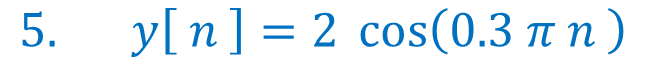 5. y[ n ] = 2 cos(0.3 π n )